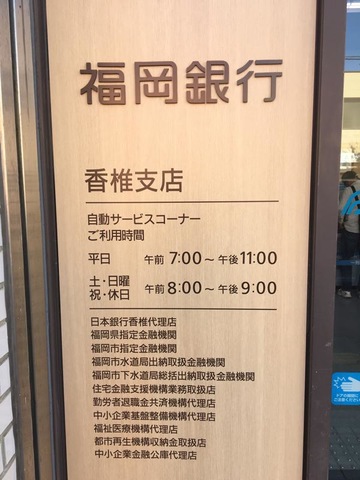 福岡銀行
香椎支店
自動サービスコーナー
ご利用時間
平日 午前 7:00〜 午後11:00
土・日曜
祝・休日 午前 8:00〜 午後 9:00
日本銀行香椎代理店
福岡県指定金融機関
福岡市指定金融機関
福岡市水道局出納取扱金融機関
福岡市下水道局総括出納取扱金融機関
住宅金融支援機構業務取扱店
勤労者退職金共済機構代理店
中小企業基盤整備機構代理店
福祉医療機構代理店
都市再生機構収納金取扱店
中小企業金融公庫代理店